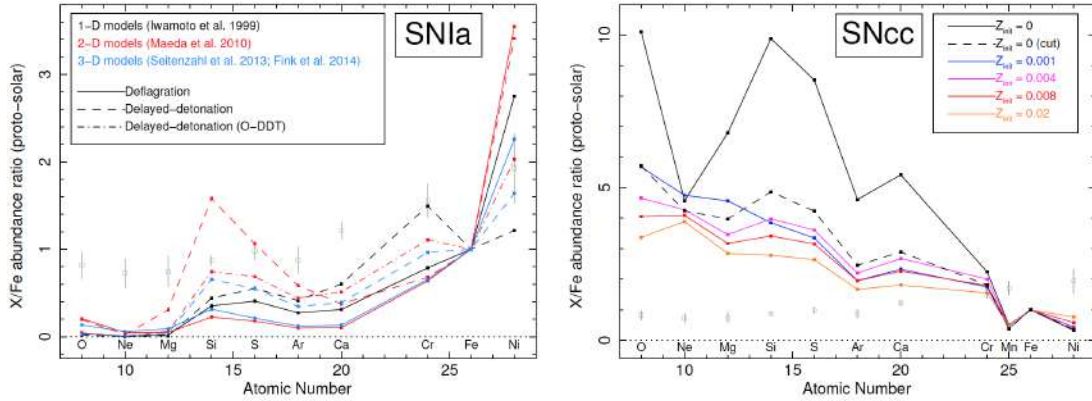 SNIa
1-D models (Iwamoto et al. 1999)
2-D models (Maeda et al. 2010)
3-D models (Seitenzahl et al. 2013; Fink et al. 2014)
Deflagration
Delayed-detonation
Delayed-detonation (O-DDT)
X/Fe abundance ratio (proto-solar)
3
2
1
0
O Ne Mg Si S Ar Ca Cr Fe Ni
10 15 20 25
Atomic Number
SNcc
Z_init = 0
Z_init = 0 (cut)
Z_init = 0.001
Z_init = 0.004
Z_init = 0.008
Z_init = 0.02
X/Fe abundance ratio (proto-solar)
10
5
0
O Ne Mg Si S Ar Ca Cr Mn Fe Ni
10 15 20 25
Atomic Number